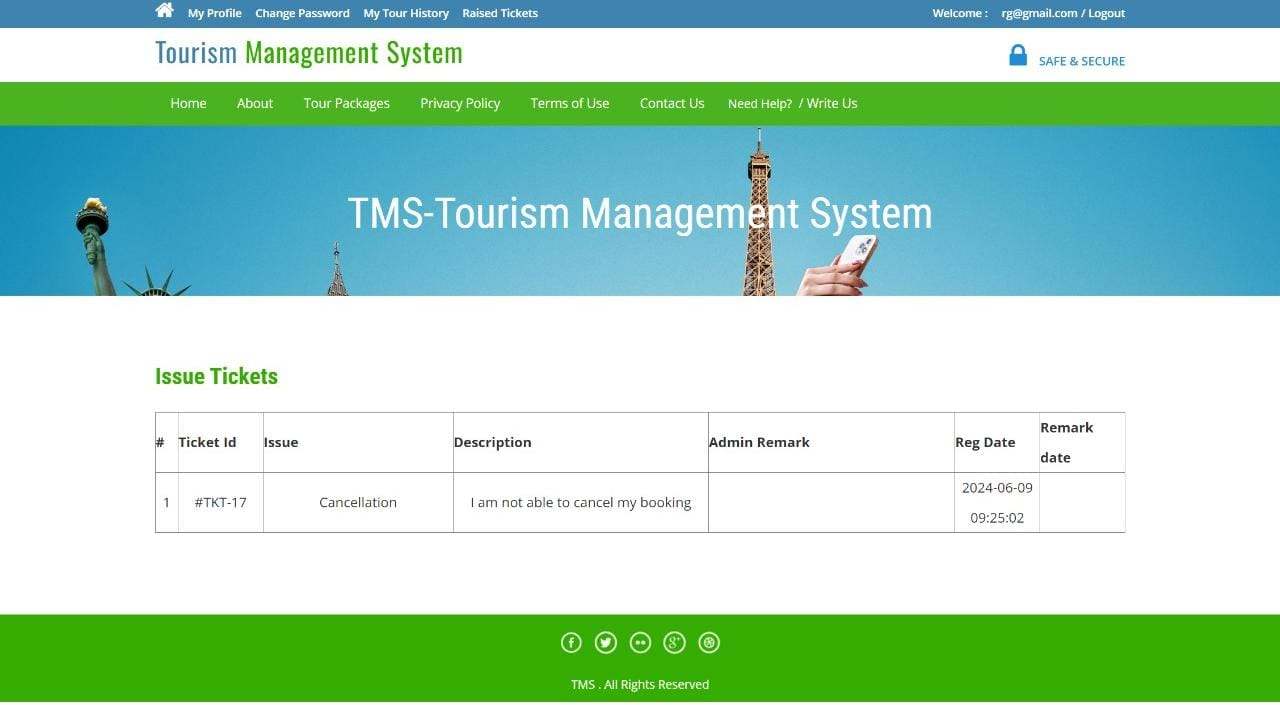 My Profile Change Password My Tour History Raised Tickets Welcome : rg@gmail.com / Logout
Tourism Management System
SAFE & SECURE
Home About Tour Packages Privacy Policy Terms of Use Contact Us Need Help? / Write Us
TMS-Tourism Management System
Issue Tickets
# Ticket Id Issue Description Admin Remark Reg Date Remark date
1 #TKT-17 Cancellation I am not able to cancel my booking 2024-06-09 09:25:02
TMS . All Rights Reserved